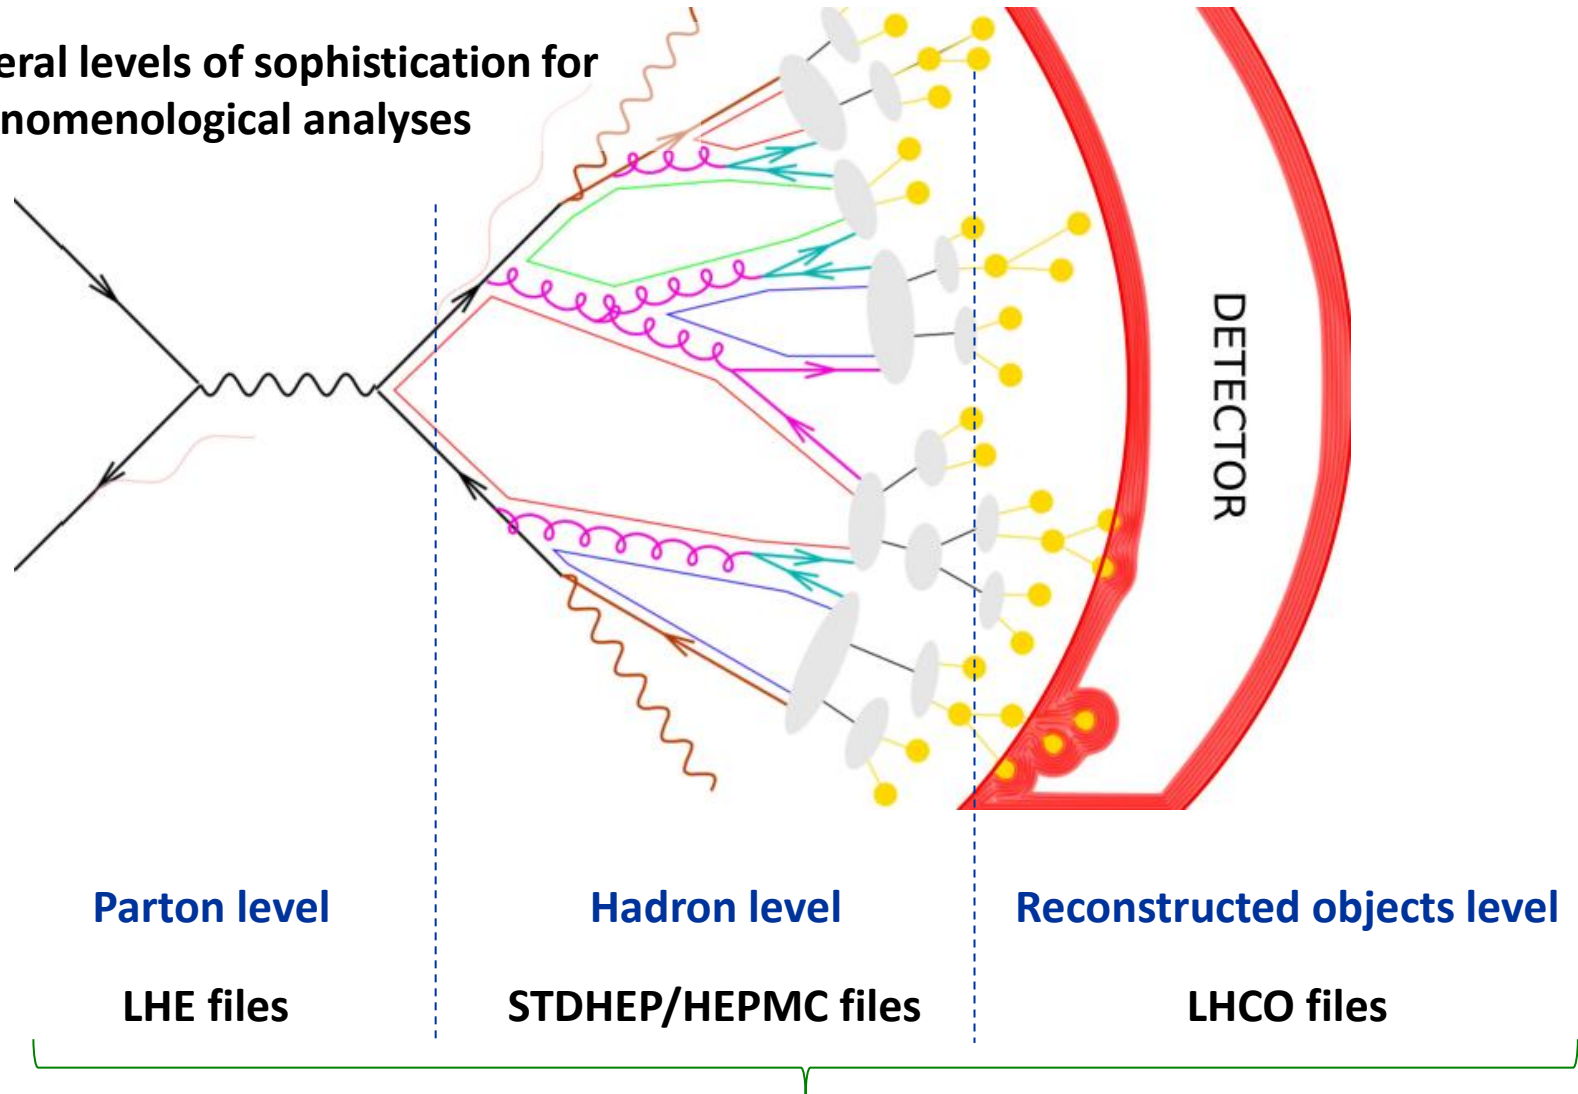 eral levels of sophistication for
nomenological analyses
DETECTOR
Parton level
Hadron level
Reconstructed objects level
LHE files
STDHEP/HEPMC files
LHCO files